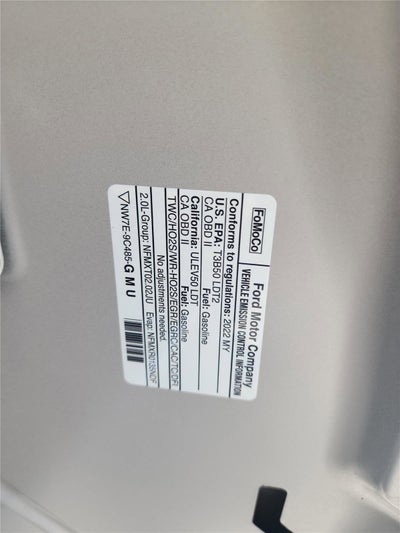 FoMoCo
Ford Motor Company
VEHICLE EMISSION CONTROL INFORMATION
Conforms to regulations: 2022 MY
U.S. EPA: T3B50 LDT2 Fuel: Gasoline
CA OBD II
California: ULEV50 LDT Fuel: Gasoline
CA OBD II
No adjustments needed.
TWC/HO2S/WR-HO2S/EGR/EGRC/CAC/TC/DFI
2.0L-Group: NFMXT02.02JU Evap:
NW7E-9C485-GMU